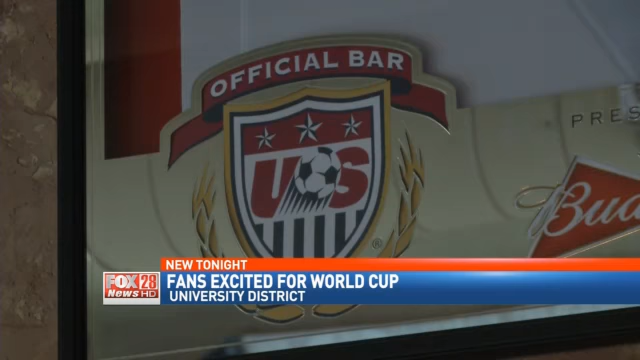 OFFICIAL BAR
US
®
PRES
Bud
NEW TONIGHT
FANS EXCITED FOR WORLD CUP
UNIVERSITY DISTRICT
FOX 28
NEWS HD